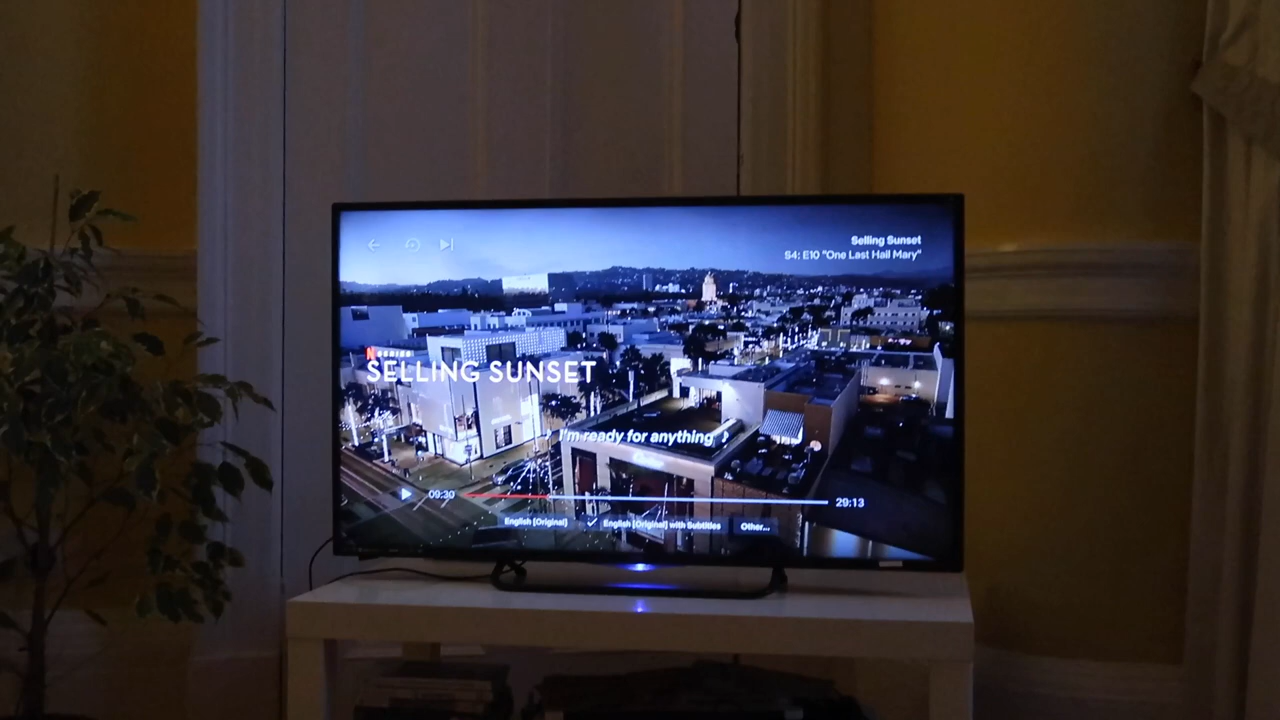 Selling Sunset
S4: E10 "One Last Hail Mary"
N SERIES
SELLING SUNSET
I'm ready for anything ♪
09:30
29:13
English [Original]
English [Original] with Subtitles
Other...